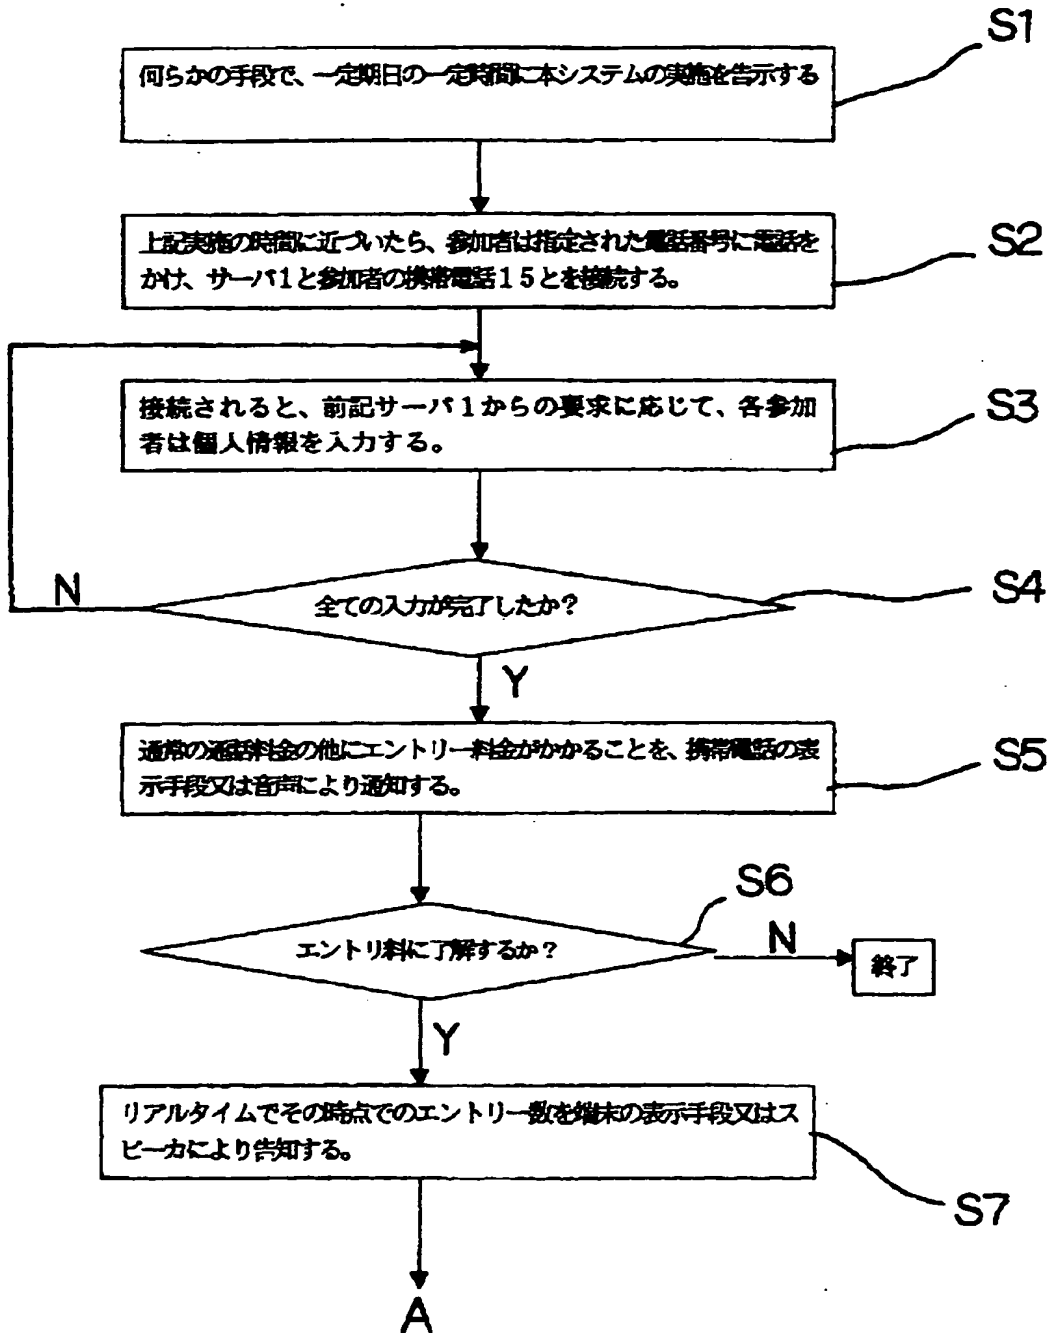 S1
何らかの手段で、一定期日の一定時間に本システムの実施を告示する
S2
上記実施の時間に近づいたら、参加者は指定された電話番号に電話を
かけ、サーバ1と参加者の携帯電話15とを接続する。
S3
接続されると、前記サーバ1からの要求に応じて、各参加
者は個人情報を入力する。
S4
N
全ての入力が完了したか?
Y
S5
通常の通話料金の他にエントリー料金がかかることを、携帯電話の表
示手段又は音声により通知する。
S6
エントリ料に了解するか?
N
終了
Y
リアルタイムでその時点でのエントリー数を端末の表示手段又はス
ピーカにより告知する。
S7
A